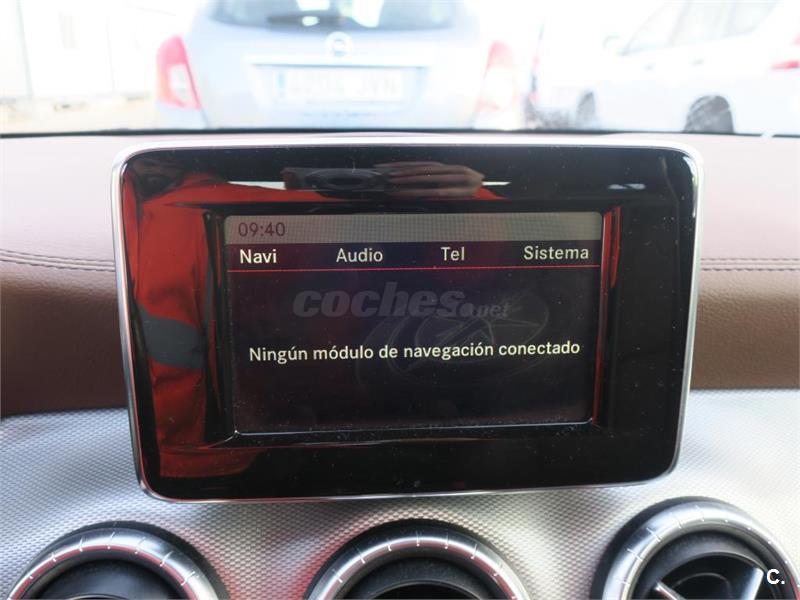 09:40
Navi Audio Tel Sistema
coches.net
Ningún módulo de navegación conectado
C.